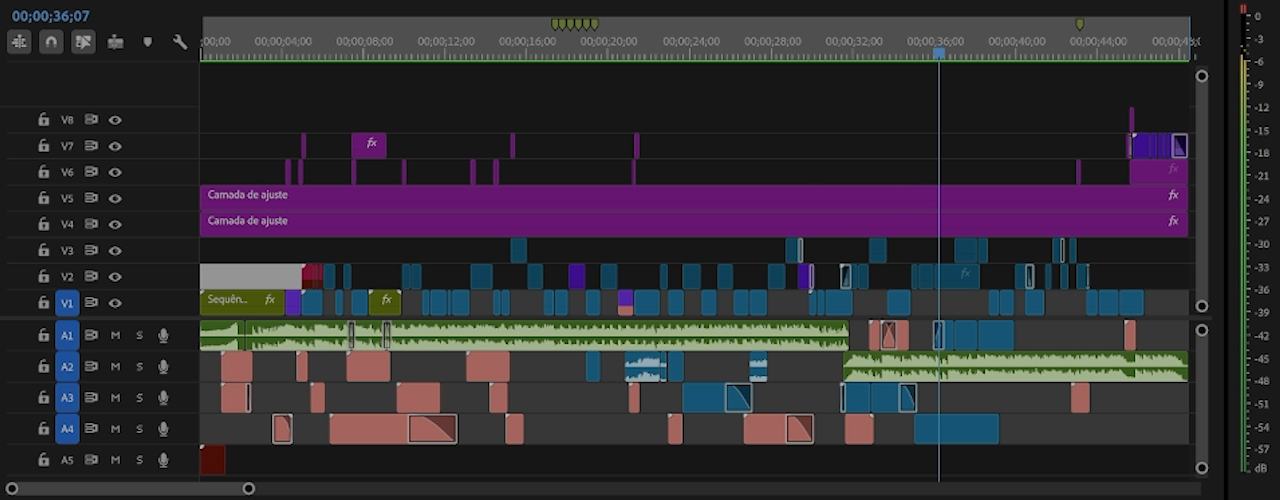 00;00;36;07
;00;00 00;00;04;00 00;00;08;00 00;00;12;00 00;00;16;00 00;00;20;00 00;00;24;00 00;00;28;00 00;00;32;00 00;00;36;00 00;00;40;00 00;00;44;00 00;00;48;0
V8
V7 fx
V6 fx
V5 Camada de ajuste fx
V4 Camada de ajuste fx
V3
V2 fx
V1 Sequên... fx fx
A1 M S
A2 M S
A3 M S
A4 M S
A5 M S
0
-3
-6
-9
-12
-15
-18
-21
-24
-27
-30
-33
-36
-39
-42
-45
-48
-51
-54
-57
dB